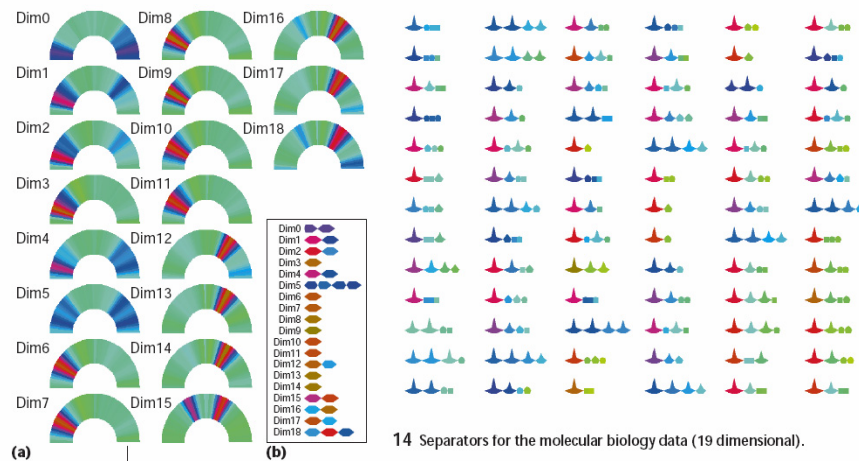 Dim0
Dim8
Dim16
Dim1
Dim9
Dim17
Dim2
Dim10
Dim18
Dim3
Dim11
Dim4
Dim12
Dim5
Dim13
Dim6
Dim14
Dim7
Dim15
(a)
Dim0
Dim1
Dim2
Dim3
Dim4
Dim5
Dim6
Dim7
Dim8
Dim9
Dim10
Dim11
Dim12
Dim13
Dim14
Dim15
Dim16
Dim17
Dim18
(b)
14 Separators for the molecular biology data (19 dimensional).